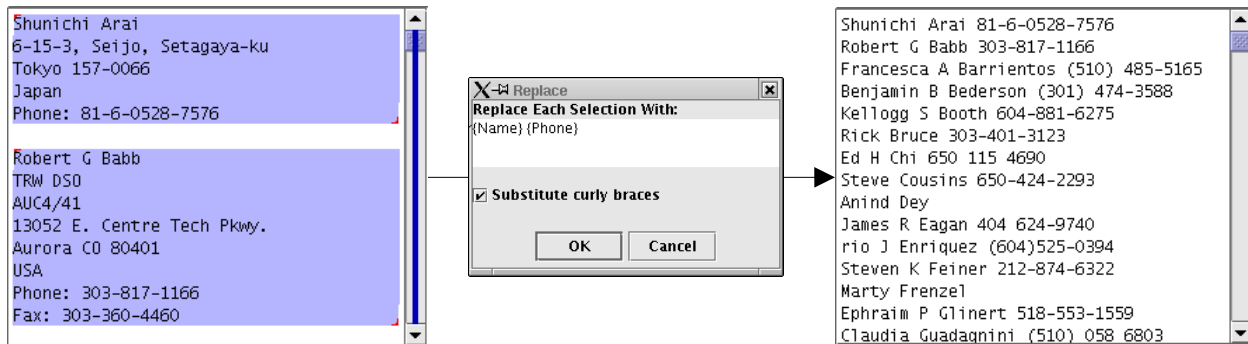 Shunichi Arai
6-15-3, Seijo, Setagaya-ku
Tokyo 157-0066
Japan
Phone: 81-6-0528-7576
Robert G Babb
TRW DSO
AUC4/41
13052 E. Centre Tech Pkwy.
Aurora CO 80401
USA
Phone: 303-817-1166
Fax: 303-360-4460
Replace
Replace Each Selection With:
{Name} {Phone}
Substitute curly braces
OK Cancel
Shunichi Arai 81-6-0528-7576
Robert G Babb 303-817-1166
Francesca A Barrientos (510) 485-5165
Benjamin B Bederson (301) 474-3588
Kellogg S Booth 604-881-6275
Rick Bruce 303-401-3123
Ed H Chi 650 115 4690
Steve Cousins 650-424-2293
Anind Dey
James R Eagan 404 624-9740
rio J Enriquez (604)525-0394
Steven K Feiner 212-874-6322
Marty Frenzel
Ephraim P Glinert 518-553-1559
Claudia Guadagnini (510) 058 6803